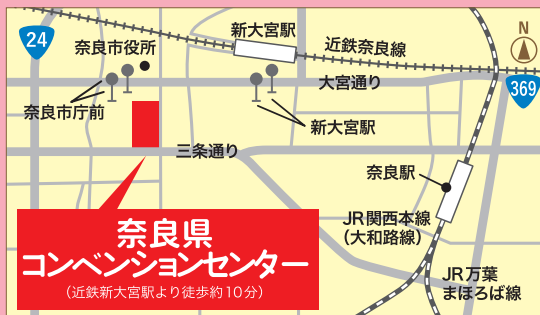 24
新大宮駅
近鉄奈良線
N
奈良市役所
大宮通り
369
奈良市庁前
新大宮駅
三条通り
奈良駅
JR関西本線
（大和路線）
奈良県
コンベンションセンター
（近鉄新大宮駅より徒歩約10分）
JR万葉
まほろば線